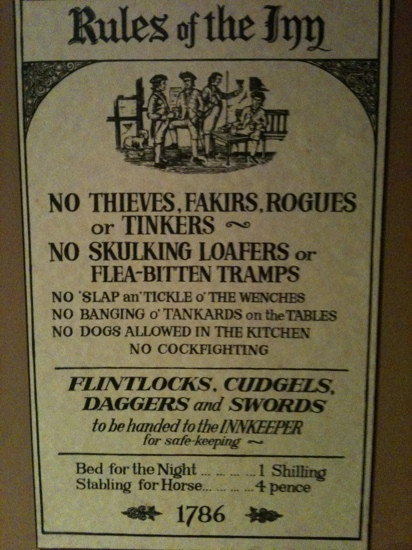 Rules of the Inn
NO THIEVES, FAKIRS, ROGUES
or TINKERS ~
NO SKULKING LOAFERS or
FLEA-BITTEN TRAMPS
NO 'SLAP an' TICKLE o' THE WENCHES
NO BANGING o' TANKARDS on the TABLES
NO DOGS ALLOWED IN THE KITCHEN
NO COCKFIGHTING
FLINTLOCKS, CUDGELS,
DAGGERS and SWORDS
to be handed to the INNKEEPER
for safe-keeping ~
Bed for the Night ... ... ... ... 1 Shilling
Stabling for Horse... ... ... 4 pence
1786